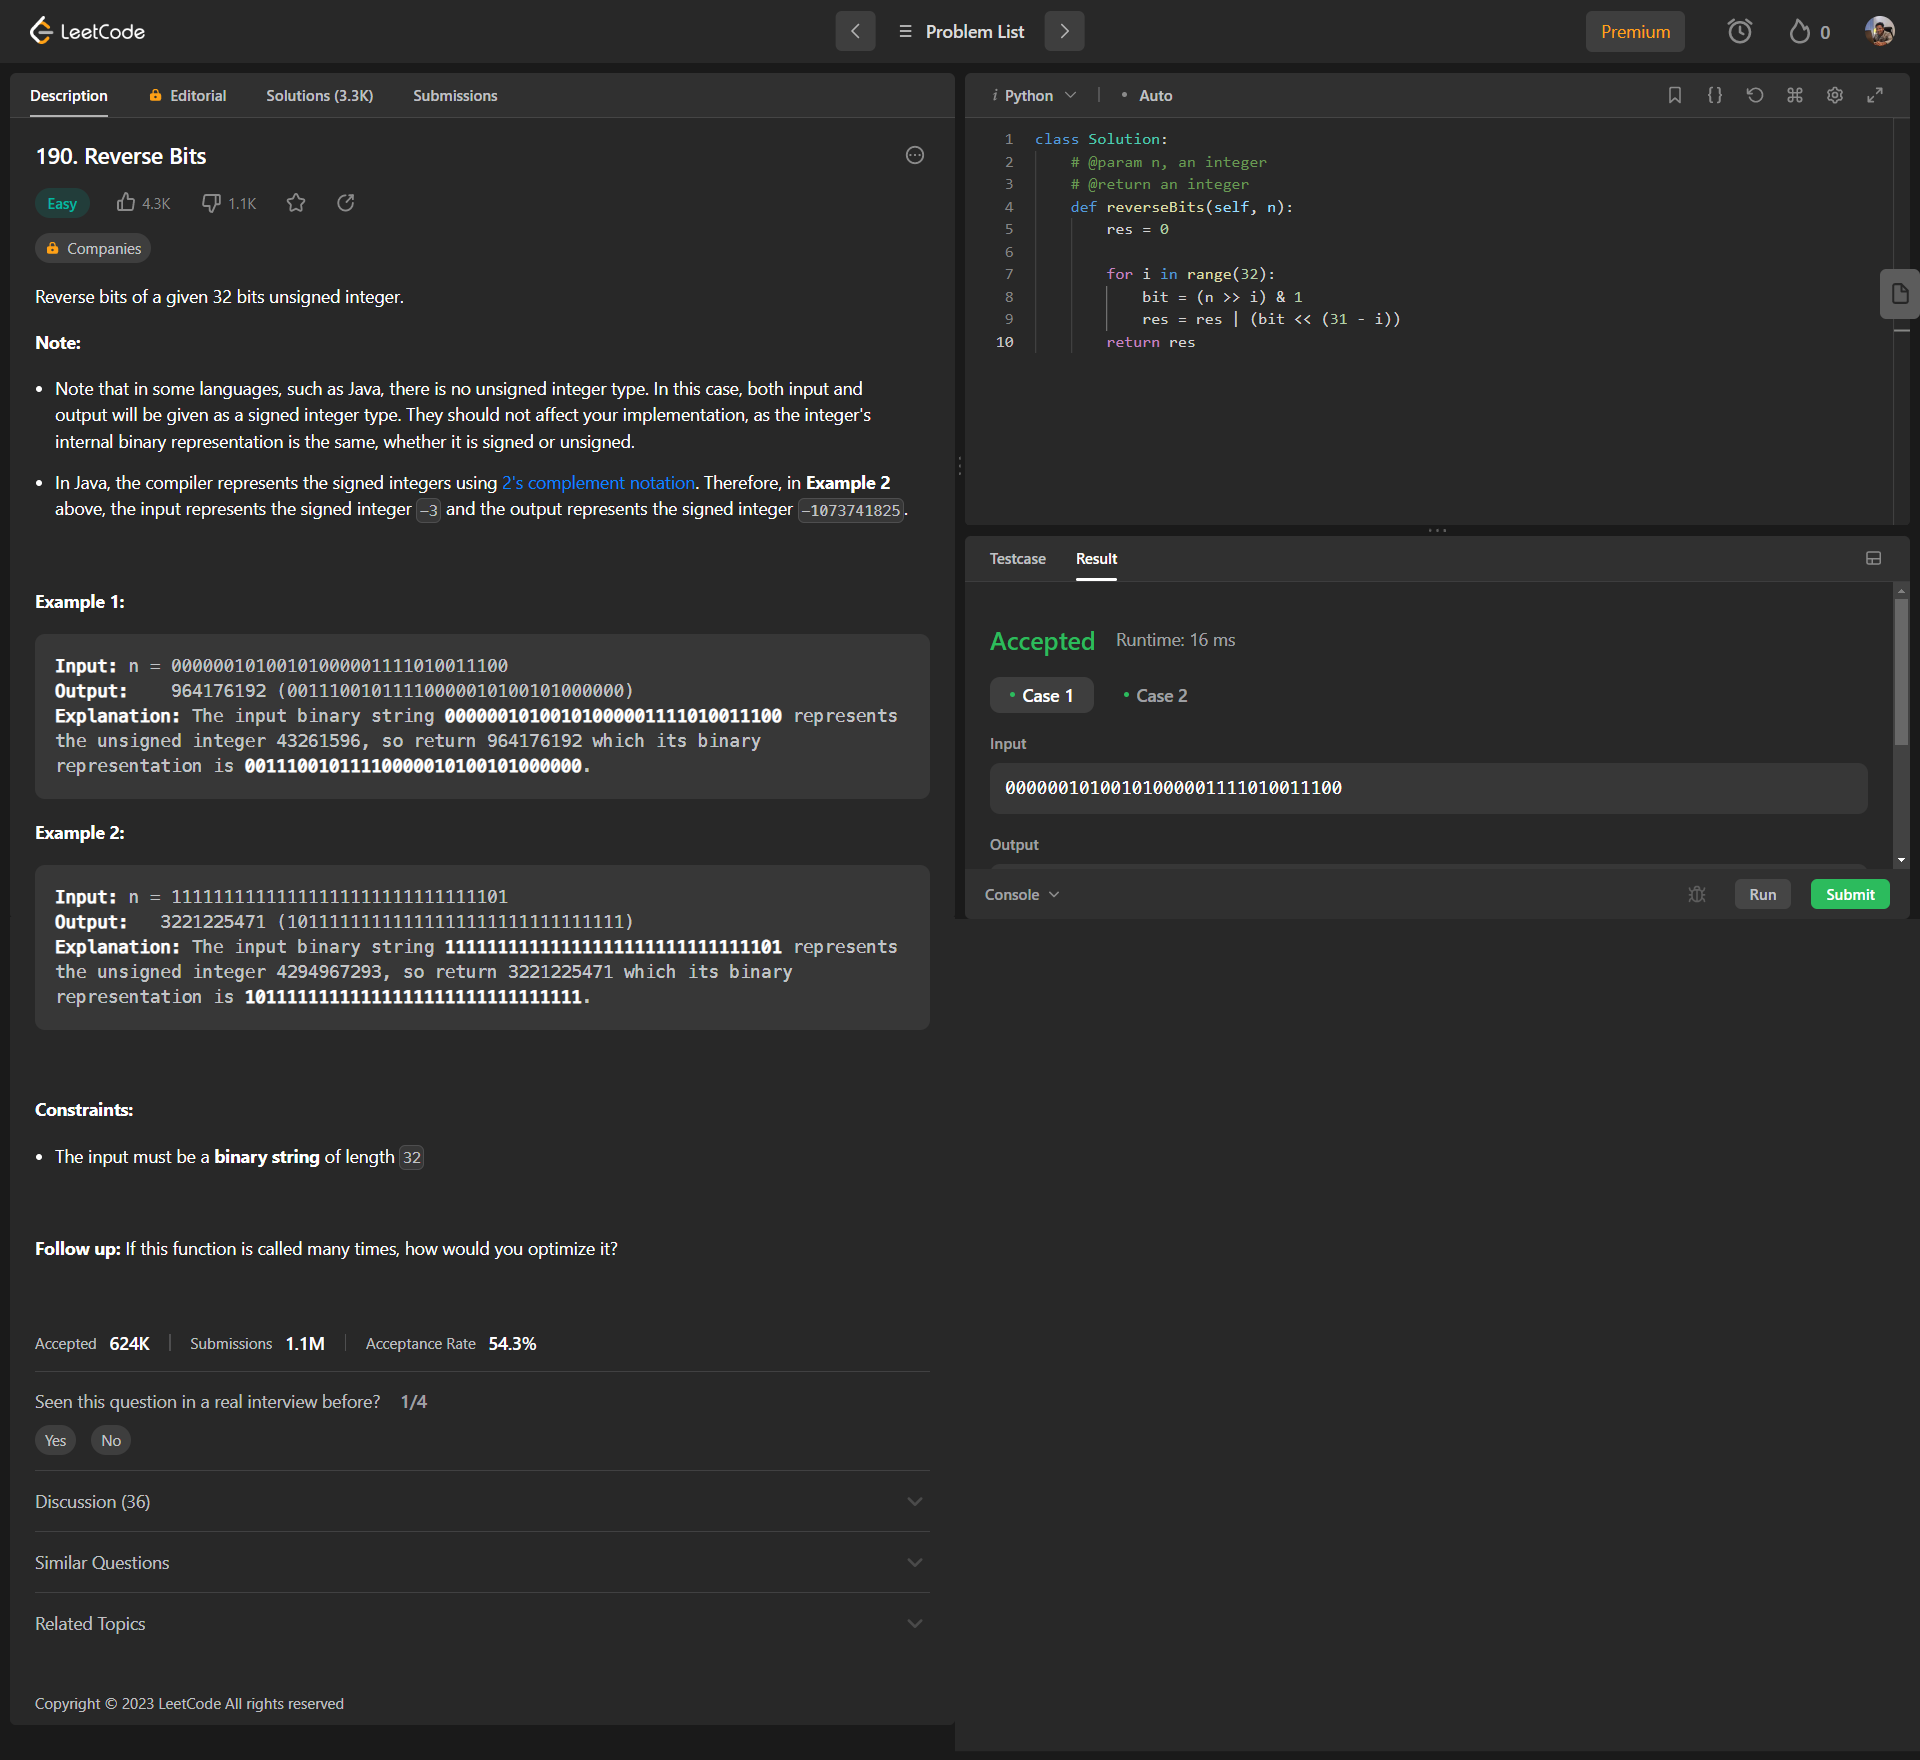 LeetCode
Problem List
Premium
0
Description
Editorial
Solutions (3.3K)
Submissions
190. Reverse Bits
Easy
4.3K
1.1K
Companies
Reverse bits of a given 32 bits unsigned integer.
Note:
• Note that in some languages, such as Java, there is no unsigned integer type. In this case, both input and
output will be given as a signed integer type. They should not affect your implementation, as the integer's
internal binary representation is the same, whether it is signed or unsigned.
• In Java, the compiler represents the signed integers using 2's complement notation. Therefore, in Example 2
above, the input represents the signed integer -3 and the output represents the signed integer -1073741825.
Example 1:
Input: n = 00000010100101000001111010011100
Output:    964176192 (00111001011110000010100101000000)
Explanation: The input binary string 00000010100101000001111010011100 represents
the unsigned integer 43261596, so return 964176192 which its binary
representation is 00111001011110000010100101000000.
Example 2:
Input: n = 11111111111111111111111111111101
Output:   3221225471 (10111111111111111111111111111111)
Explanation: The input binary string 11111111111111111111111111111101 represents
the unsigned integer 4294967293, so return 3221225471 which its binary
representation is 10111111111111111111111111111111.
Constraints:
• The input must be a binary string of length 32
Follow up: If this function is called many times, how would you optimize it?
Accepted 624K | Submissions 1.1M | Acceptance Rate 54.3%
Seen this question in a real interview before? 1/4
Yes No
Discussion (36)
Similar Questions
Related Topics
Copyright © 2023 LeetCode All rights reserved
i Python | • Auto
1 class Solution:
2 # @param n, an integer
3 # @return an integer
4 def reverseBits(self, n):
5 res = 0
6
7 for i in range(32):
8 bit = (n >> i) & 1
9 res = res | (bit << (31 - i))
10 return res
Testcase
Result
Accepted Runtime: 16 ms
• Case 1 • Case 2
Input
00000010100101000001111010011100
Output
Console
Run
Submit